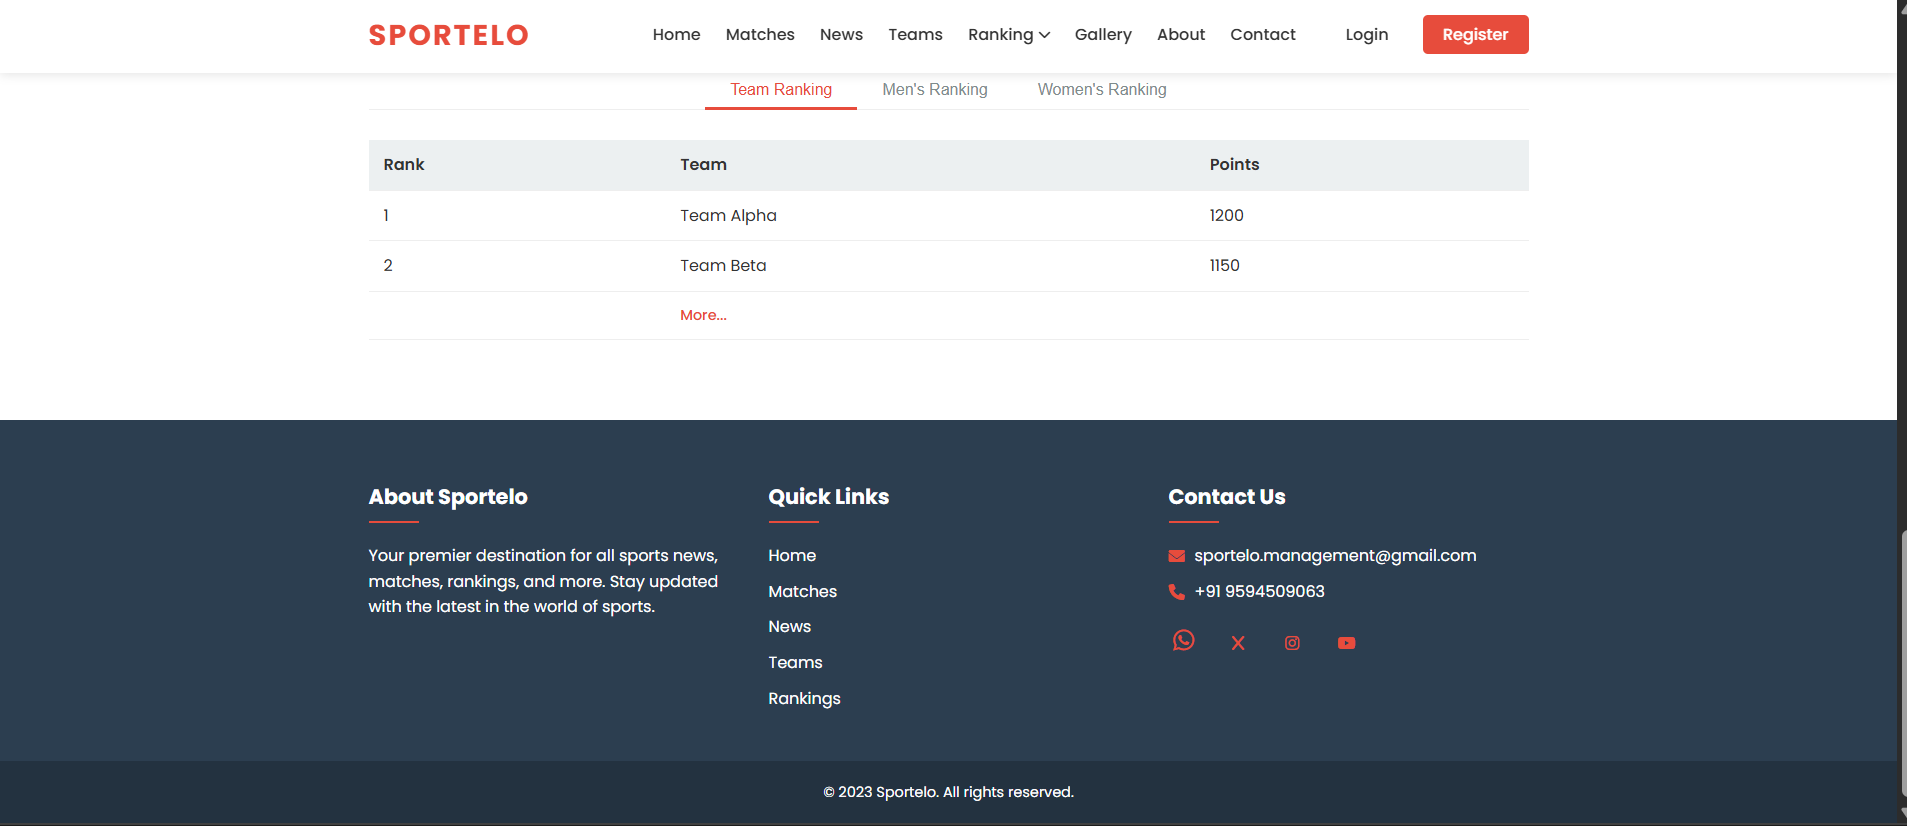 SPORTELO
Home Matches News Teams Ranking Gallery About Contact Login Register
Team Ranking Men's Ranking Women's Ranking
Rank Team Points
1 Team Alpha 1200
2 Team Beta 1150
More...
About Sportelo
Your premier destination for all sports news,
matches, rankings, and more. Stay updated
with the latest in the world of sports.
Quick Links
Home
Matches
News
Teams
Rankings
Contact Us
sportelo.management@gmail.com
+91 9594509063
© 2023 Sportelo. All rights reserved.